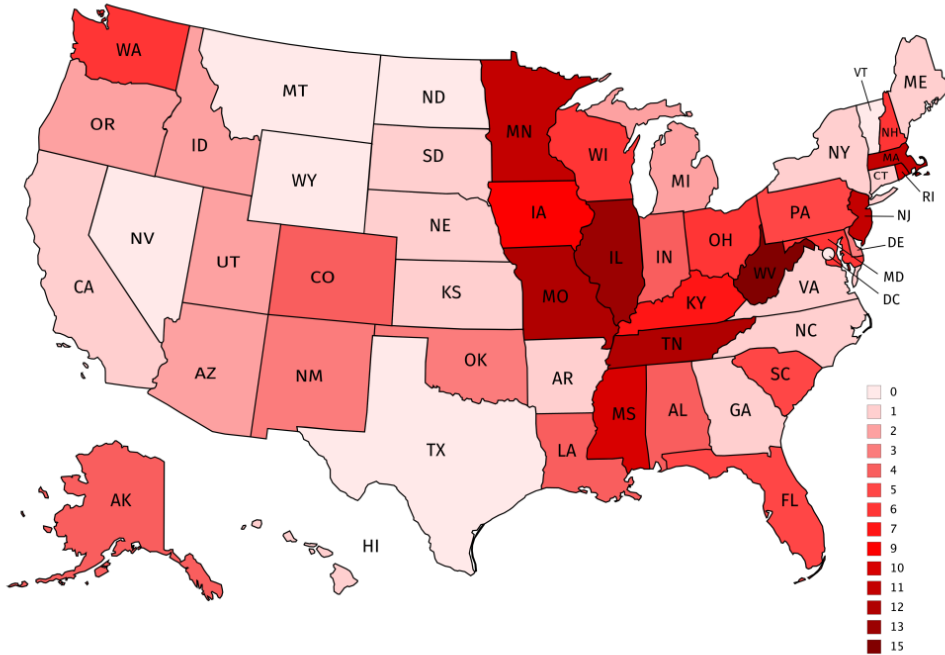 WA
MT
ND
MN
VT
ME
OR
ID
SD
WI
NY
NH
MA
CT
RI
WY
MI
IA
NE
PA
NJ
NV
UT
CO
IL
IN
OH
DE
CA
KS
MO
WV
VA
MD
DC
KY
NC
AZ
NM
OK
AR
TN
SC
MS
AL
GA
TX
LA
FL
AK
HI
0
1
2
3
4
5
6
7
9
10
11
12
13
15